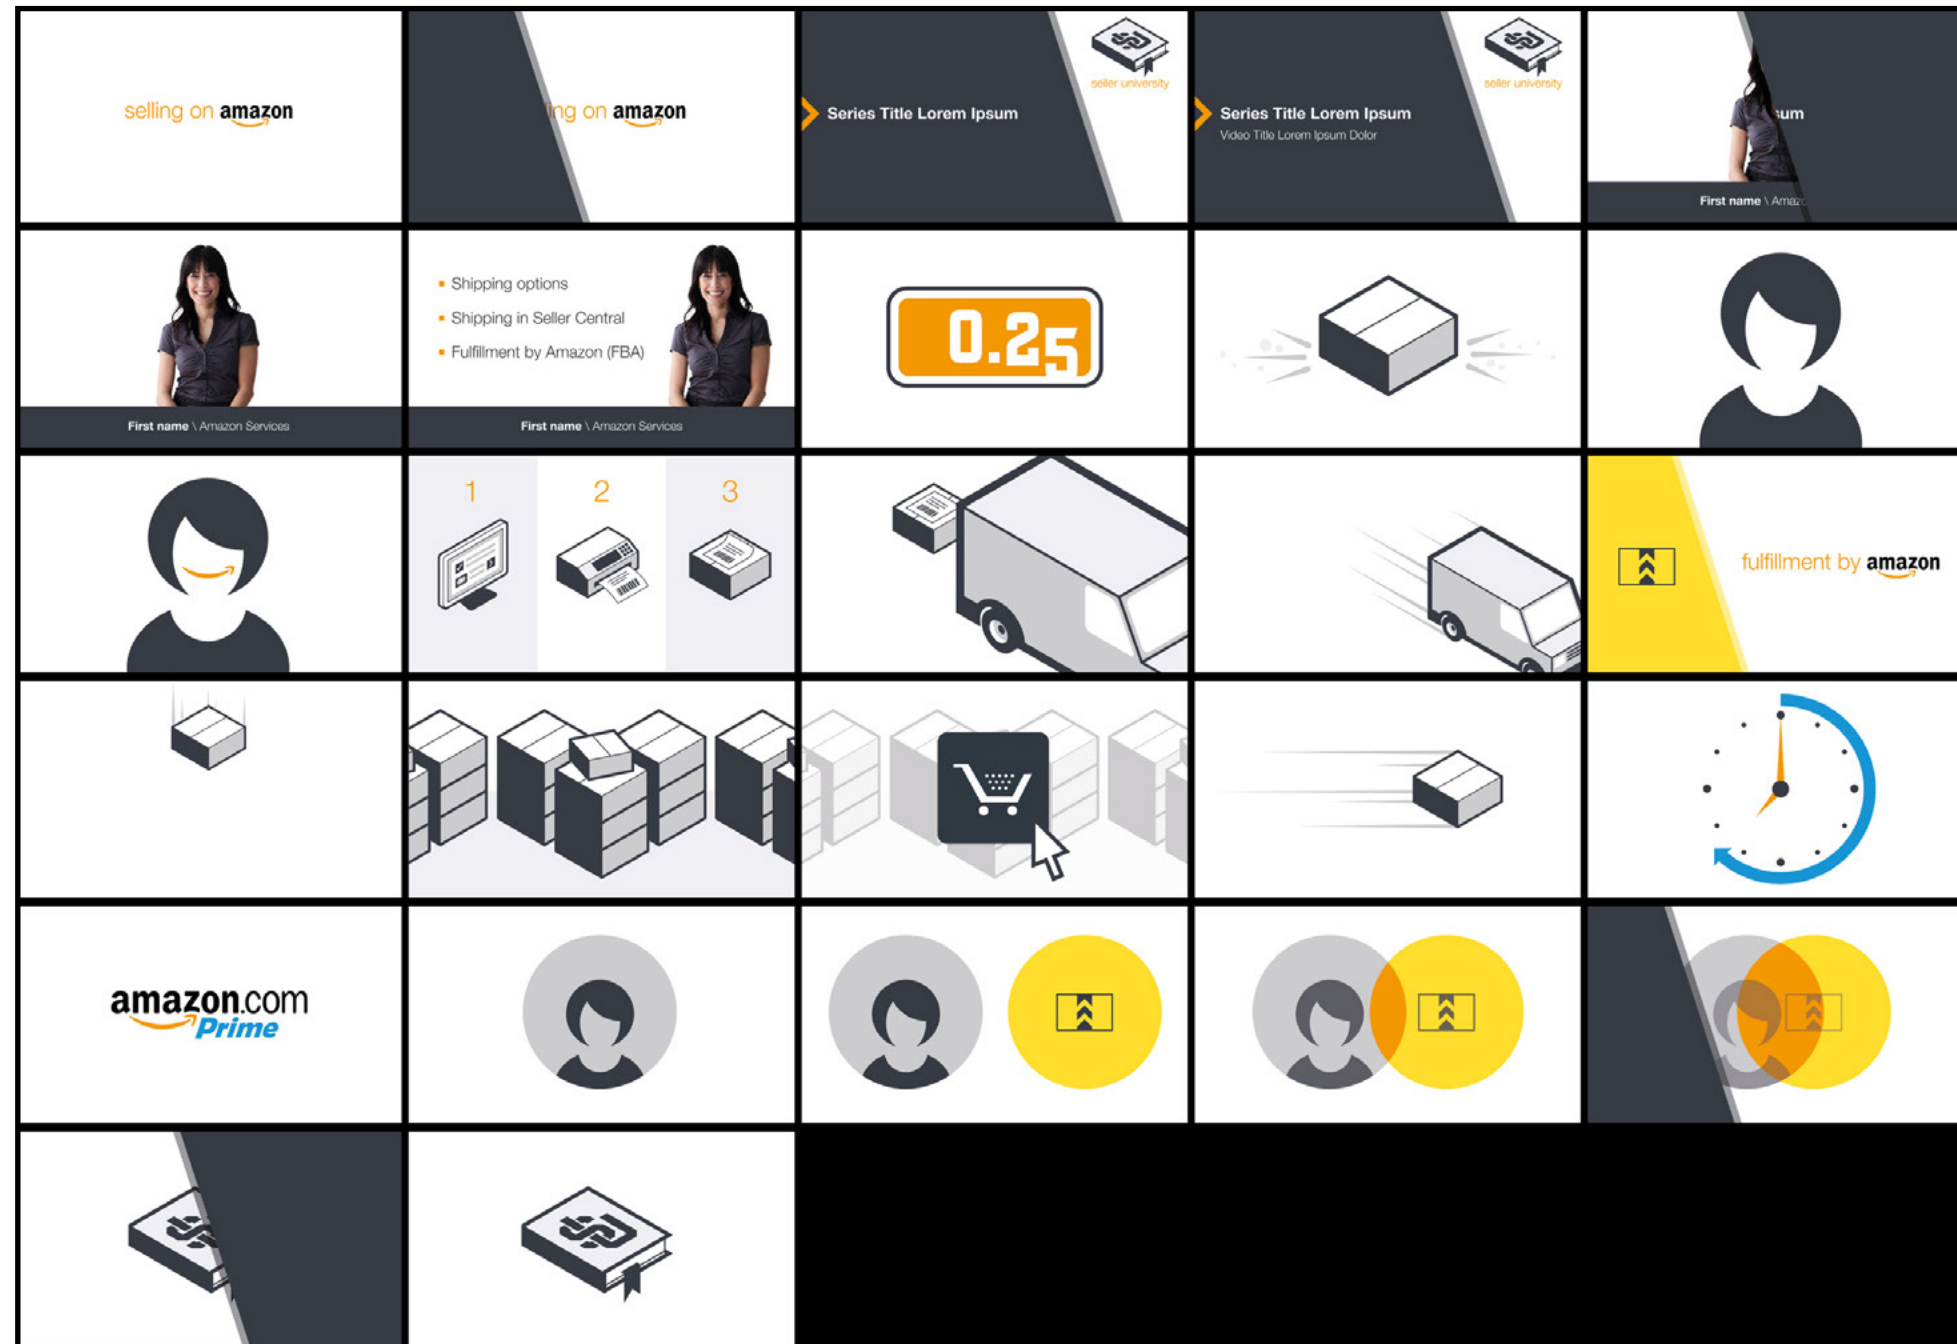 selling on amazon
ing on amazon
seller university
Series Title Lorem Ipsum
seller university
Series Title Lorem Ipsum
Video Title Lorem Ipsum Dolor
sum
First name \ Amaz
First name \ Amazon Services
Shipping options
Shipping in Seller Central
Fulfillment by Amazon (FBA)
First name \ Amazon Services
0.25
1 2 3
fulfillment by amazon
amazon.com
Prime